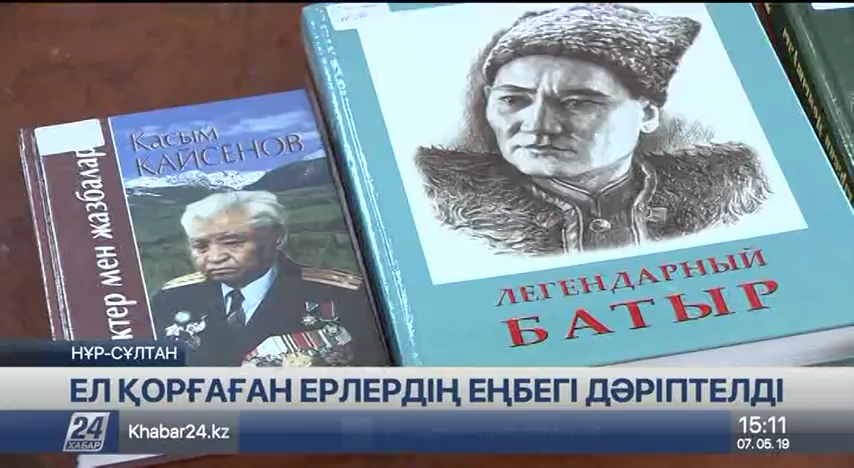 Касым
КАЙСЕНОВ
ктер мен жазбалар
ЛЕГЕНДАРНЫЙ
БАТЫР
НҰР-СҰЛТАН
ЕЛ ҚОРҒАҒАН ЕРЛЕРДІҢ ЕҢБЕГІ ДӘРІПТЕЛДІ
24
ХАБАР
Khabar24.kz
15:11
07.05.19